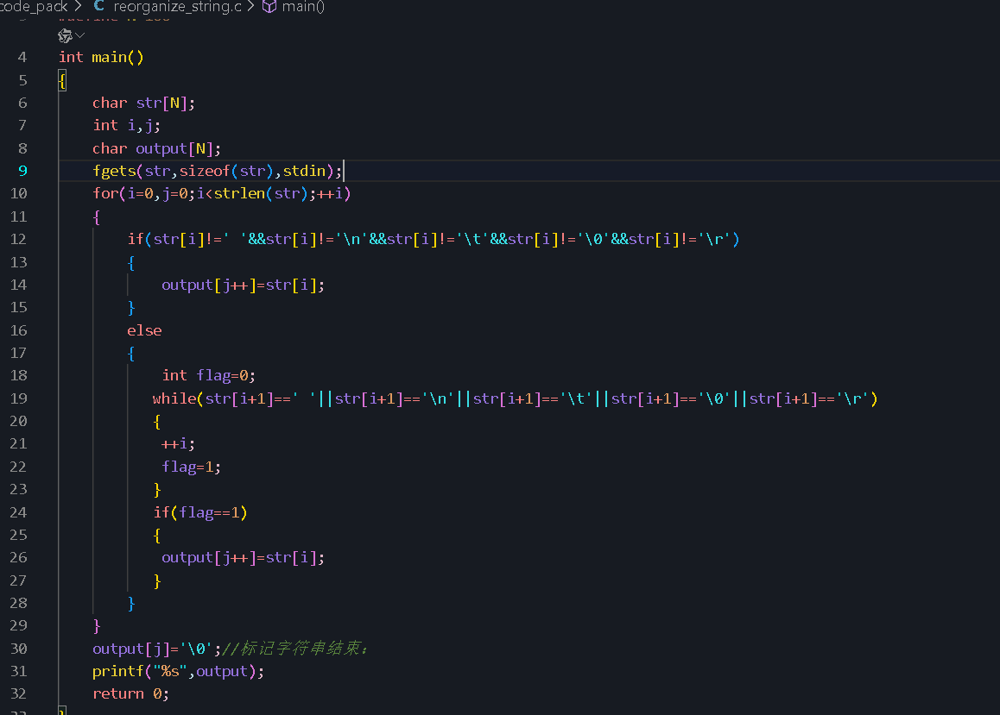 code_pack > C reorganize_string.c > main()
4 int main()
5 {
6 char str[N];
7 int i,j;
8 char output[N];
9 fgets(str,sizeof(str),stdin);
10 for(i=0,j=0;i<strlen(str);++i)
11 {
12 if(str[i]!=' '&&str[i]!='\n'&&str[i]!='\t'&&str[i]!='\0'&&str[i]!='\r')
13 {
14 output[j++]=str[i];
15 }
16 else
17 {
18 int flag=0;
19 while(str[i+1]==' '||str[i+1]=='\n'||str[i+1]=='\t'||str[i+1]=='\0'||str[i+1]=='\r')
20 {
21 ++i;
22 flag=1;
23 }
24 if(flag==1)
25 {
26 output[j++]=str[i];
27 }
28 }
29 }
30 output[j]='\0';//标记字符串结束:
31 printf("%s",output);
32 return 0;